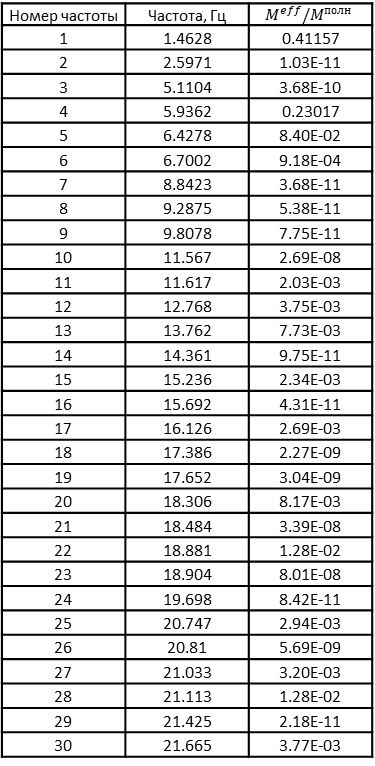 Номер частоты Частота, Гц M^eff/M^полн
1 1.4628 0.41157
2 2.5971 1.03E-11
3 5.1104 3.68E-10
4 5.9362 0.23017
5 6.4278 8.40E-02
6 6.7002 9.18E-04
7 8.8423 3.68E-11
8 9.2875 5.38E-11
9 9.8078 7.75E-11
10 11.567 2.69E-08
11 11.617 2.03E-03
12 12.768 3.75E-03
13 13.762 7.73E-03
14 14.361 9.75E-11
15 15.236 2.34E-03
16 15.692 4.31E-11
17 16.126 2.69E-03
18 17.386 2.27E-09
19 17.652 3.04E-09
20 18.306 8.17E-03
21 18.484 3.39E-08
22 18.881 1.28E-02
23 18.904 8.01E-08
24 19.698 8.42E-11
25 20.747 2.94E-03
26 20.81 5.69E-09
27 21.033 3.20E-03
28 21.113 1.28E-02
29 21.425 2.18E-11
30 21.665 3.77E-03